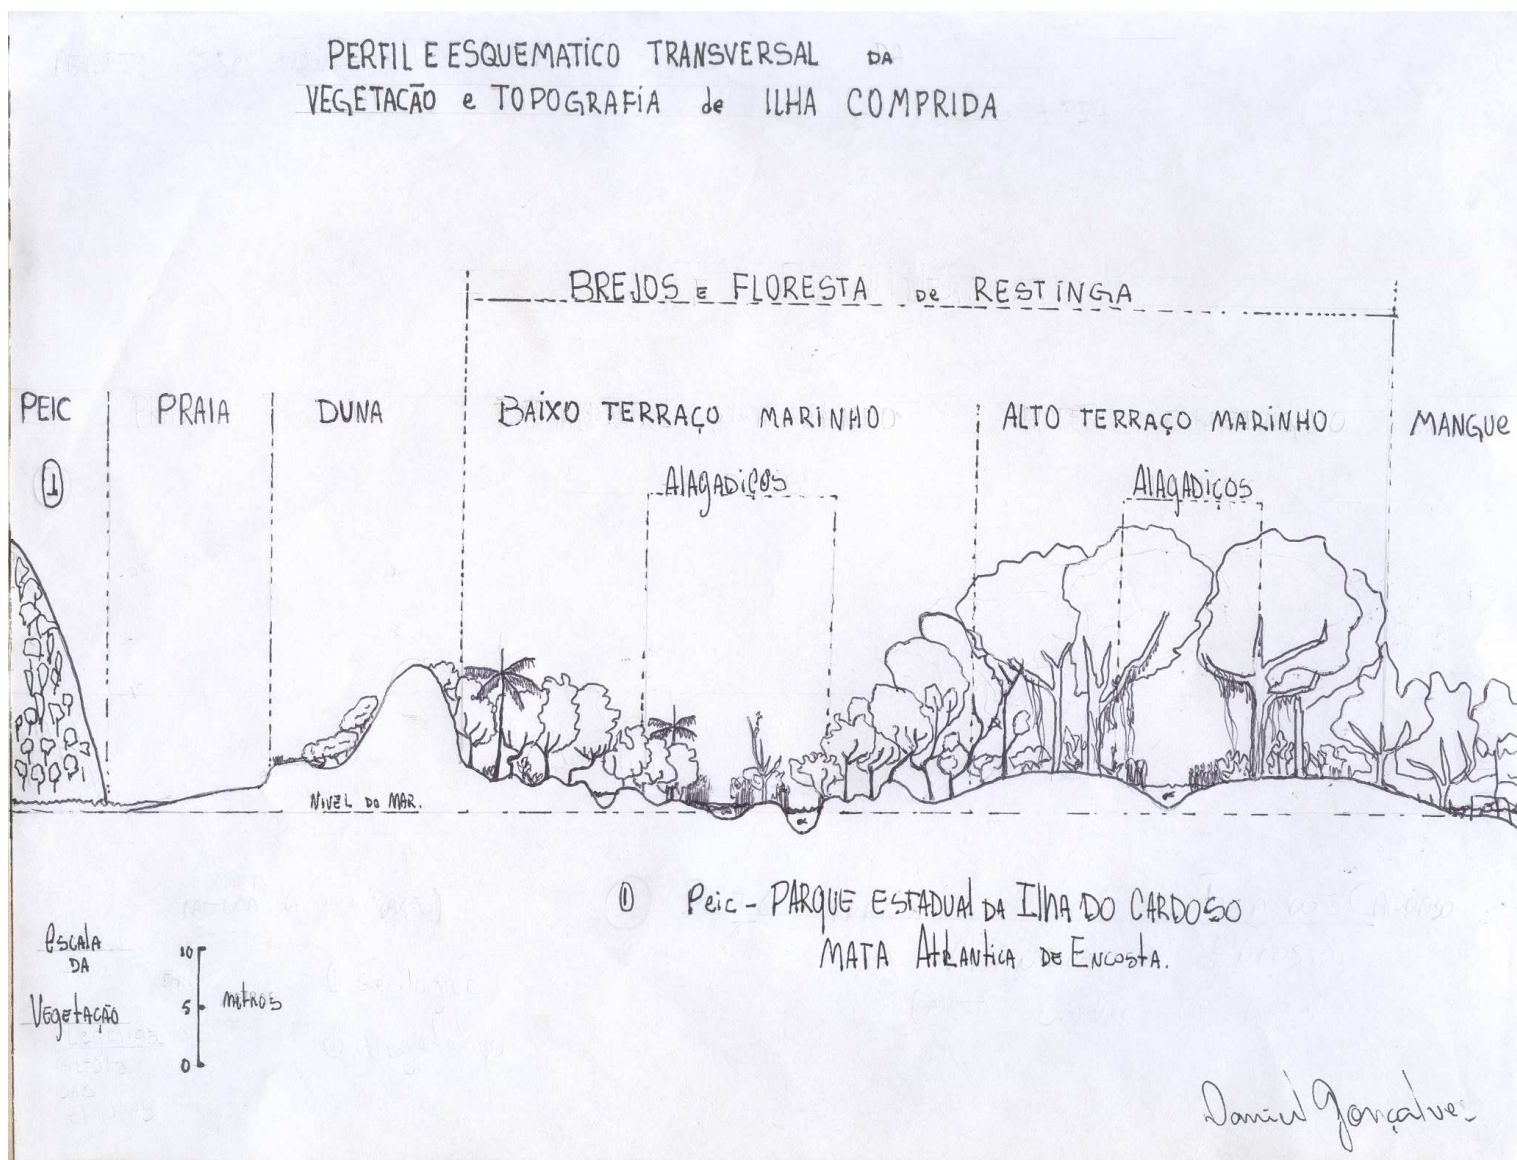 PERFIL E ESQUEMATICO TRANSVERSAL DA
VEGETACÃO e TOPOGRAFIA de ILHA COMPRIDA
BREJOS E FLORESTA De RESTINGA
PEIC
PRAIA
DUNA
BAIXO TERRAÇO MARINHO
ALTO TERRAÇO MARINHO
MANGUe
1
AlAgADiços
AlAgADiços
NIVEL DO MAR.
1 Peic - PARQUE ESTADUAl DA IlhA DO CARDOSO
MATA AtlAnticA DE EncostA.
escAlA
DA
VegetAção
10
5
0
metros
Daniel Gonçalves